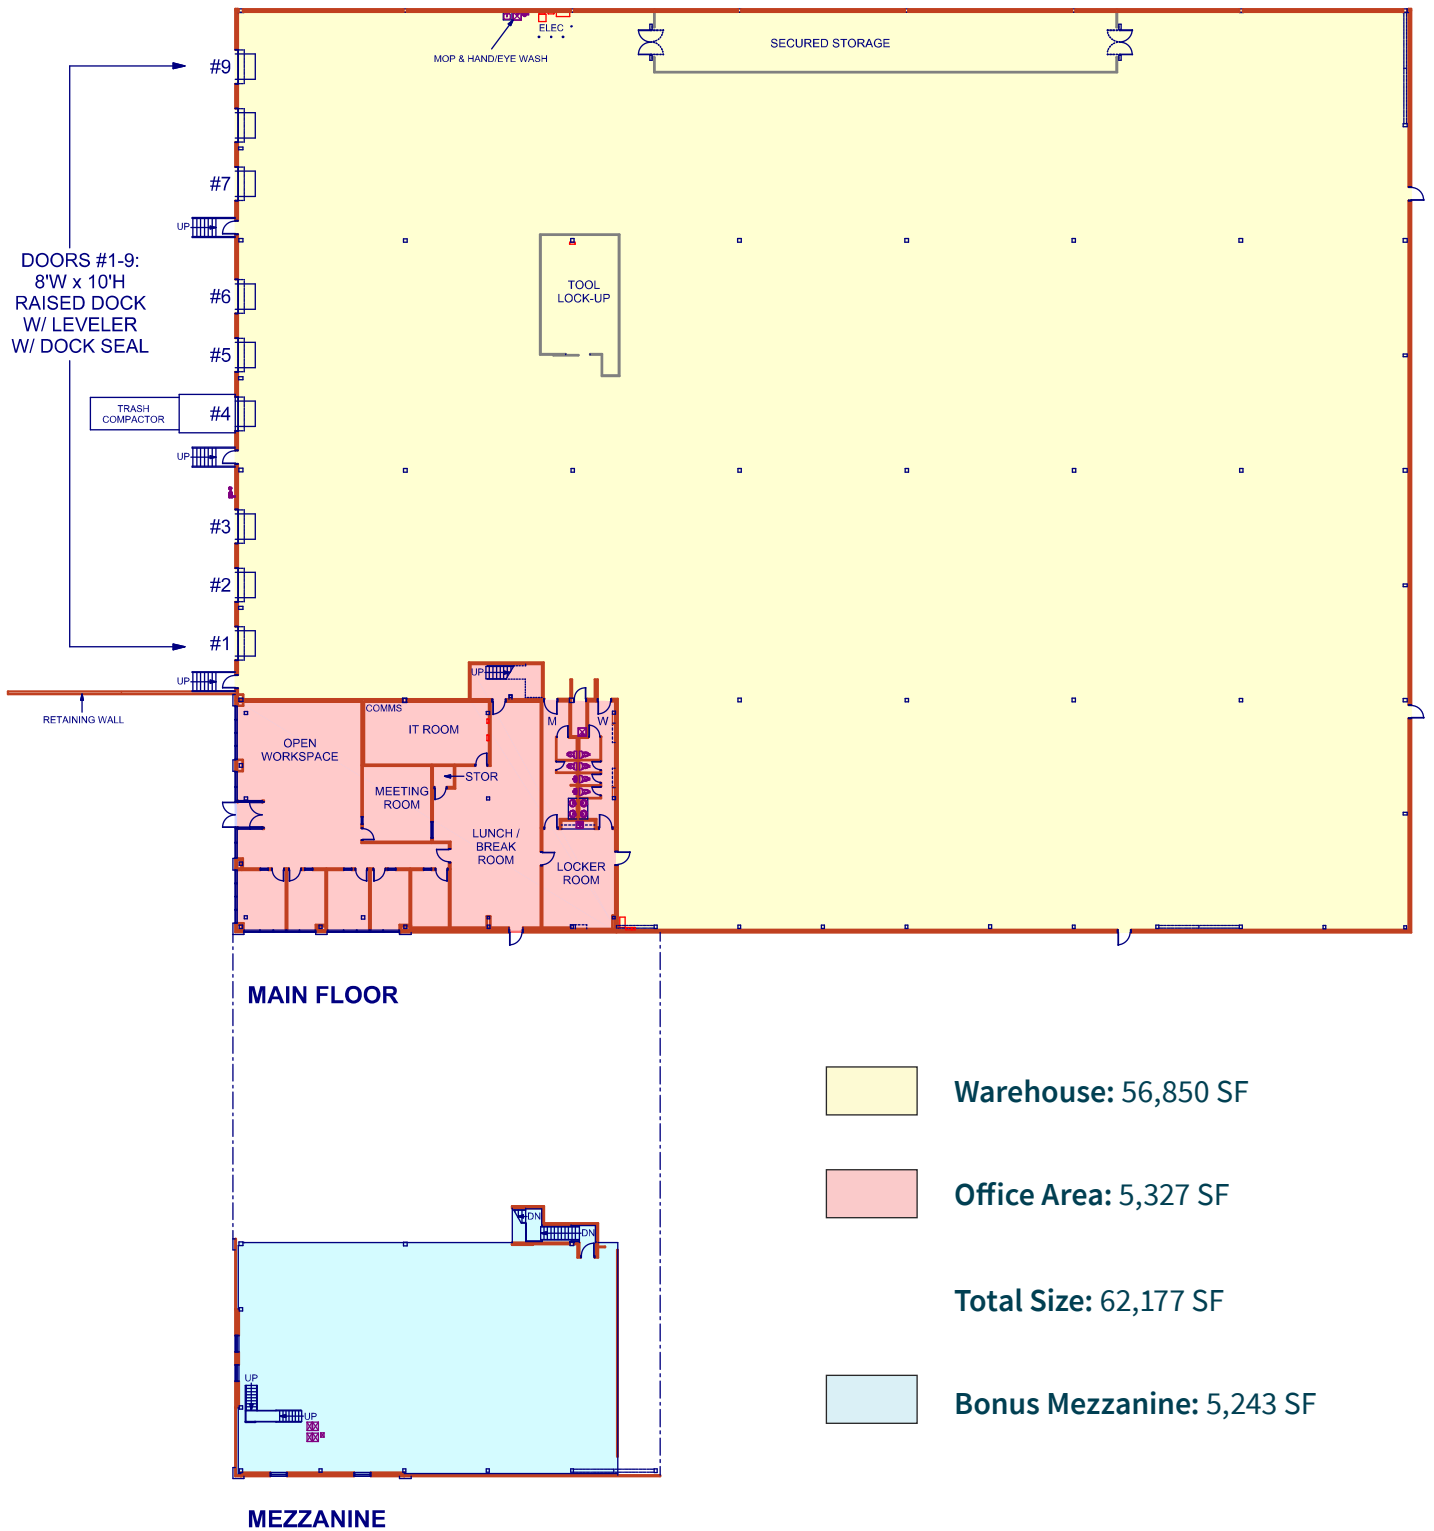 ELEC
MOP & HAND/EYE WASH
SECURED STORAGE
#9
#7
UP
DOORS #1-9:
8'W x 10'H
RAISED DOCK
W/ LEVELER
W/ DOCK SEAL
#6
TOOL
LOCK-UP
#5
TRASH
COMPACTOR
#4
UP
#3
#2
#1
UP
UP
RETAINING WALL
COMMS
IT ROOM
M
W
OPEN
WORKSPACE
STOR
MEETING
ROOM
LUNCH /
BREAK
ROOM
LOCKER
ROOM
MAIN FLOOR
Warehouse: 56,850 SF
Office Area: 5,327 SF
Total Size: 62,177 SF
Bonus Mezzanine: 5,243 SF
DN
DN
UP
UP
MEZZANINE